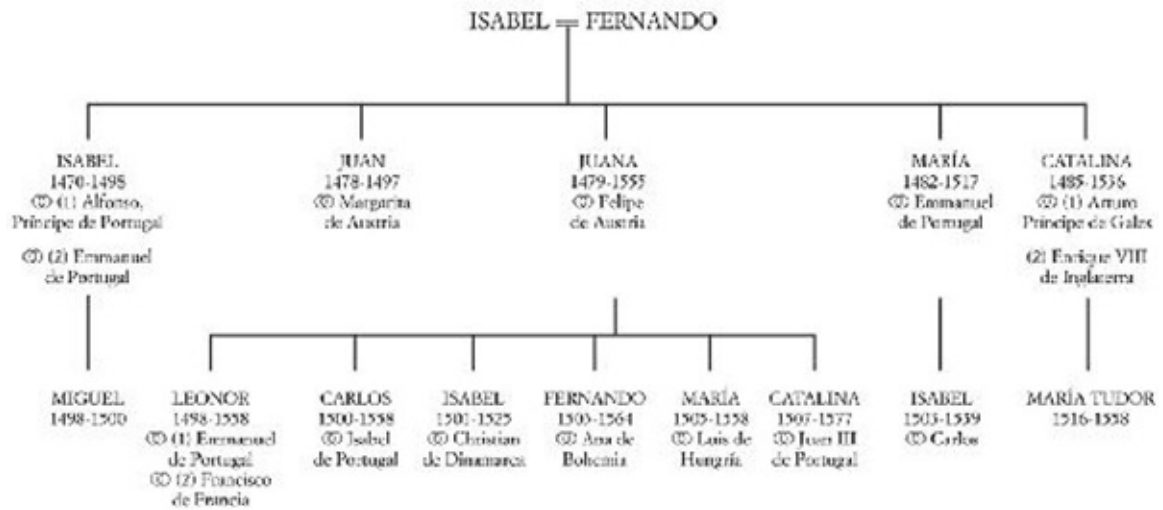 ISABEL = FERNANDO
ISABEL
1470-1498
⚭ (1) Alfonso,
Príncipe de Portugal
⚭ (2) Emmanuel
de Portugal
JUAN
1478-1497
⚭ Margarita
de Austria
JUANA
1479-1555
⚭ Felipe
de Austria
MARÍA
1482-1517
⚭ Emmanuel
de Portugal
CATALINA
1485-1536
⚭ (1) Arturo
Príncipe de Gales
(2) Enrique VIII
de Inglaterra
MIGUEL
1498-1500
LEONOR
1498-1558
⚭ (1) Emmanuel
de Portugal
⚭ (2) Francisco
de Francia
CARLOS
1500-1558
⚭ Isabel
de Portugal
ISABEL
1501-1525
⚭ Christian
de Dinamarca
FERNANDO
1503-1564
⚭ Ana de
Bohemia
MARÍA
1505-1558
⚭ Luis de
Hungría
CATALINA
1507-1577
⚭ Juan III
de Portugal
ISABEL
1503-1539
⚭ Carlos
MARÍA TUDOR
1516-1558